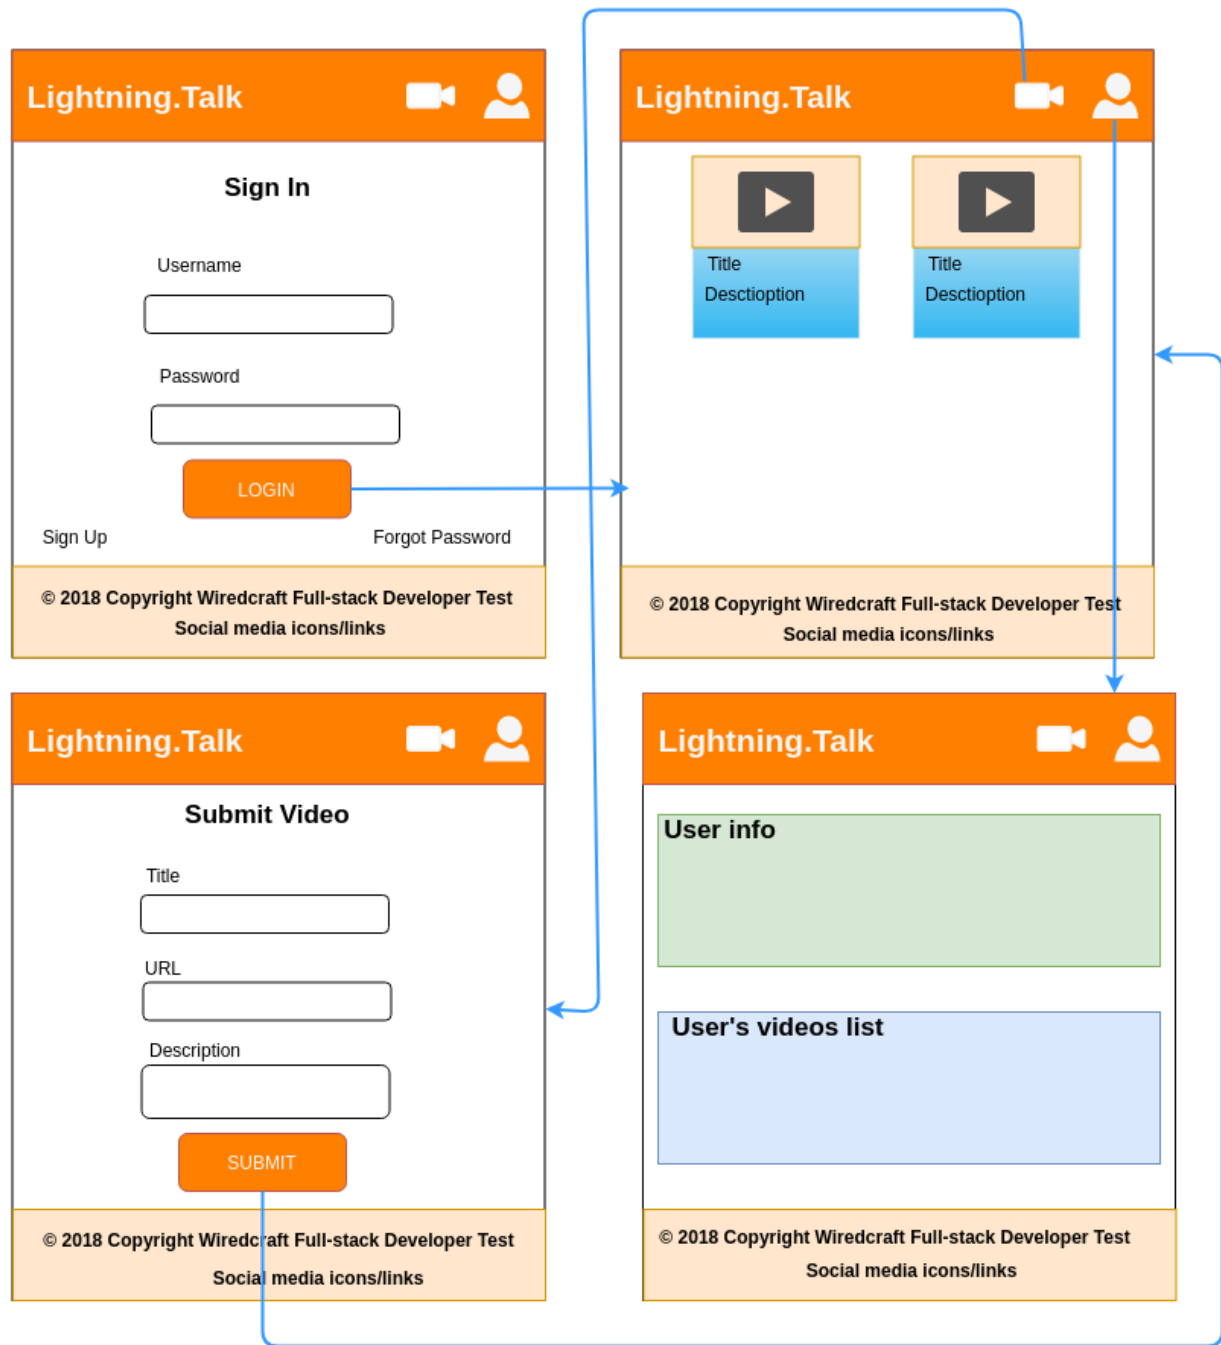 Lightning.Talk
Sign In
Username
Password
LOGIN
Sign Up
Forgot Password
© 2018 Copyright Wiredcraft Full-stack Developer Test
Social media icons/links
Lightning.Talk
Title
Desctioption
Title
Desctioption
© 2018 Copyright Wiredcraft Full-stack Developer Test
Social media icons/links
Lightning.Talk
Submit Video
Title
URL
Description
SUBMIT
© 2018 Copyright Wiredcraft Full-stack Developer Test
Social media icons/links
Lightning.Talk
User info
User's videos list
© 2018 Copyright Wiredcraft Full-stack Developer Test
Social media icons/links